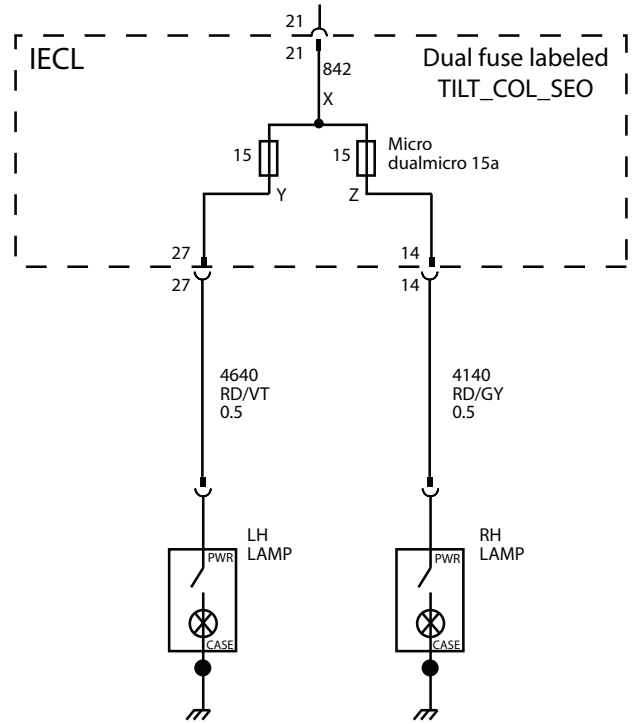 21
IECL
21
842
Dual fuse labeled
TILT_COL_SEO
X
15
15
Micro
dualmicro 15a
Y
Z
27
14
27
14
4640
RD/VT
0.5
4140
RD/GY
0.5
LH
LAMP
RH
LAMP
PWR
PWR
CASE
CASE